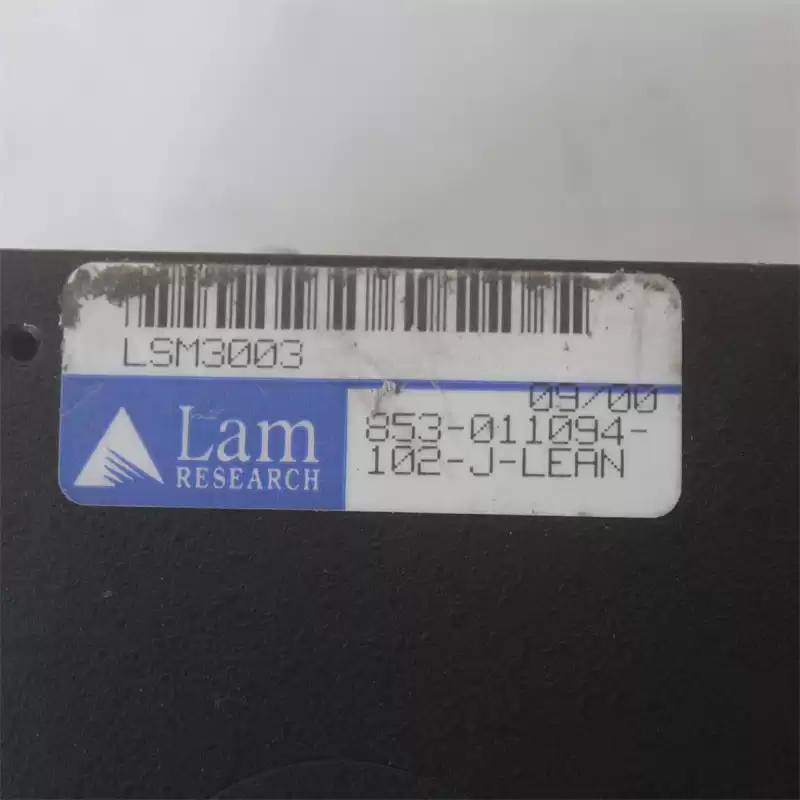 LSM3003
09/00
Lam
RESEARCH
853-011094-
102-J-LEAN